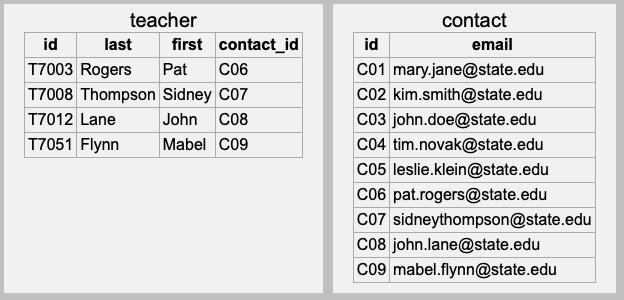 teacher
id last first contact_id
T7003 Rogers Pat C06
T7008 Thompson Sidney C07
T7012 Lane John C08
T7051 Flynn Mabel C09
contact
id email
C01 mary.jane@state.edu
C02 kim.smith@state.edu
C03 john.doe@state.edu
C04 tim.novak@state.edu
C05 leslie.klein@state.edu
C06 pat.rogers@state.edu
C07 sidneythompson@state.edu
C08 john.lane@state.edu
C09 mabel.flynn@state.edu